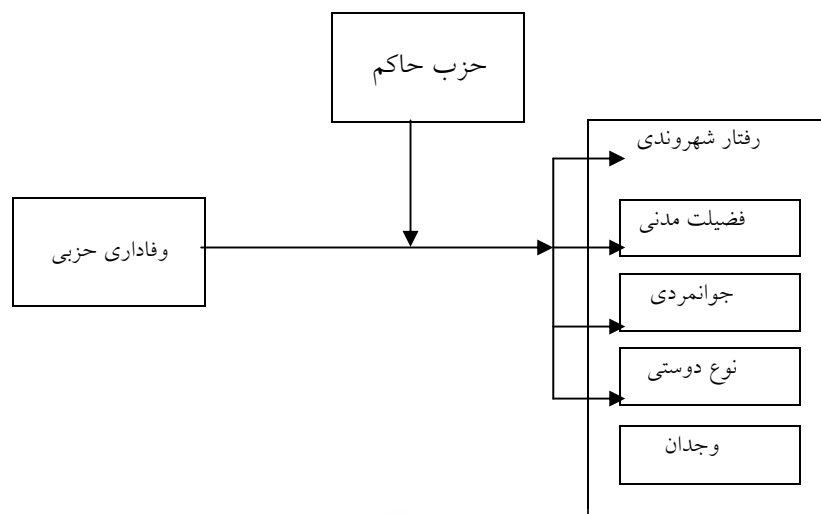 حزب حاکم
رفتار شهروندی
وفاداری حزبی
فضیلت مدنی
جوانمردی
نوع دوستی
وجدان